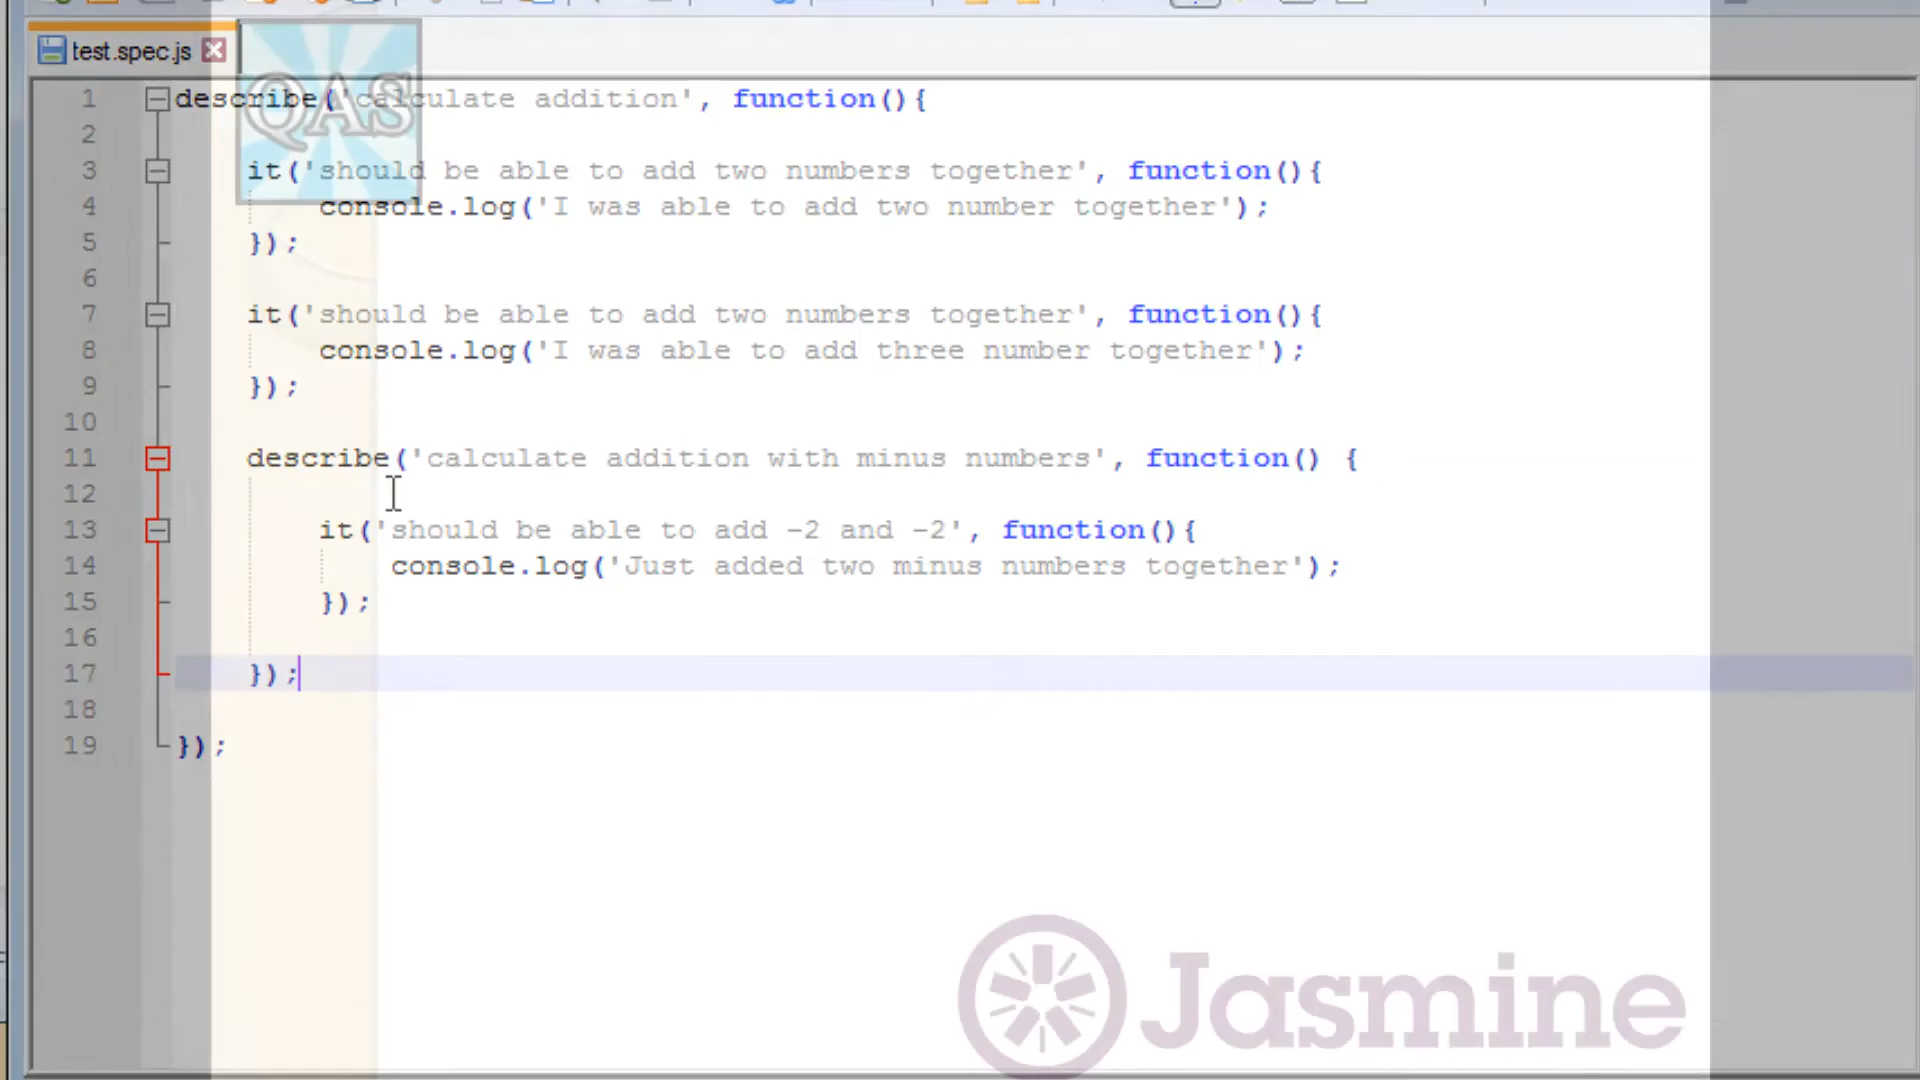 test.spec.js
QAS
1 describe('calculate addition', function(){
2
3 it('should be able to add two numbers together', function(){
4 console.log('I was able to add two number together');
5 });
6
7 it('should be able to add two numbers together', function(){
8 console.log('I was able to add three number together');
9 });
10
11 describe('calculate addition with minus numbers', function() {
12
13 it('should be able to add -2 and -2', function(){
14 console.log('Just added two minus numbers together');
15 });
16
17 });
18
19 });
Jasmine